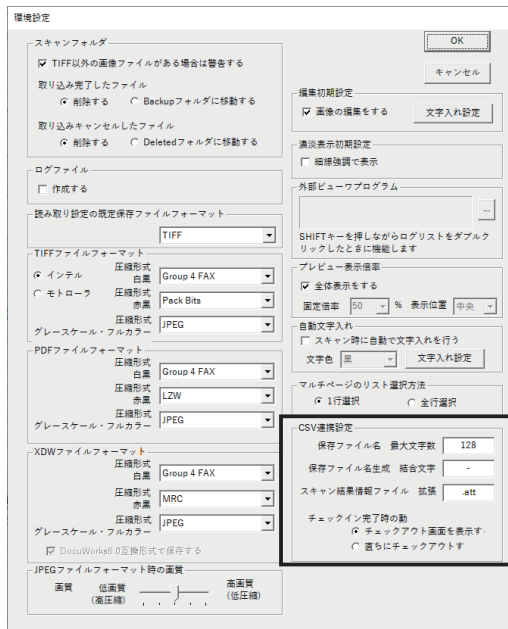 環境設定
スキャンフォルダ
TIFF以外の画像ファイルがある場合は警告する
取り込み完了したファイル
削除する
Backupフォルダに移動する
取り込みキャンセルしたファイル
削除する
Deletedフォルダに移動する
ログファイル
作成する
読み取り設定の既定保存ファイルフォーマット
TIFF
TIFFファイルフォーマット
インテル
モトローラ
圧縮形式
白黒
Group 4 FAX
圧縮形式
赤黒
Pack Bits
圧縮形式
グレースケール・フルカラー
JPEG
PDFファイルフォーマット
圧縮形式
白黒
Group 4 FAX
圧縮形式
赤黒
LZW
圧縮形式
グレースケール・フルカラー
JPEG
XDWファイルフォーマット
圧縮形式
白黒
Group 4 FAX
圧縮形式
赤黒
MRC
圧縮形式
グレースケール・フルカラー
JPEG
DocuWorks6.0互換形式で保存する
JPEGファイルフォーマット時の画質
画質
低画質
(高圧縮)
高画質
(低圧縮)
OK
キャンセル
編集初期設定
画像の編集をする
文字入れ設定
濃淡表示初期設定
細線強調で表示
外部ビューワプログラム
...
SHIFTキーを押しながらログリストをダブルク
リックしたときに機能します
プレビュー表示倍率
全体表示をする
固定倍率 50 % 表示位置 中央
自動文字入れ
スキャン時に自動で文字入れを行う
文字色 黒
文字入れ設定
マルチページのリスト選択方法
1行選択
全行選択
CSV連携設定
保存ファイル名 最大文字数 128
保存ファイル名生成 結合文字 -
スキャン結果情報ファイル 拡張 .att
チェックイン完了時の動
チェックアウト画面を表示す
直ちにチェックアウトす